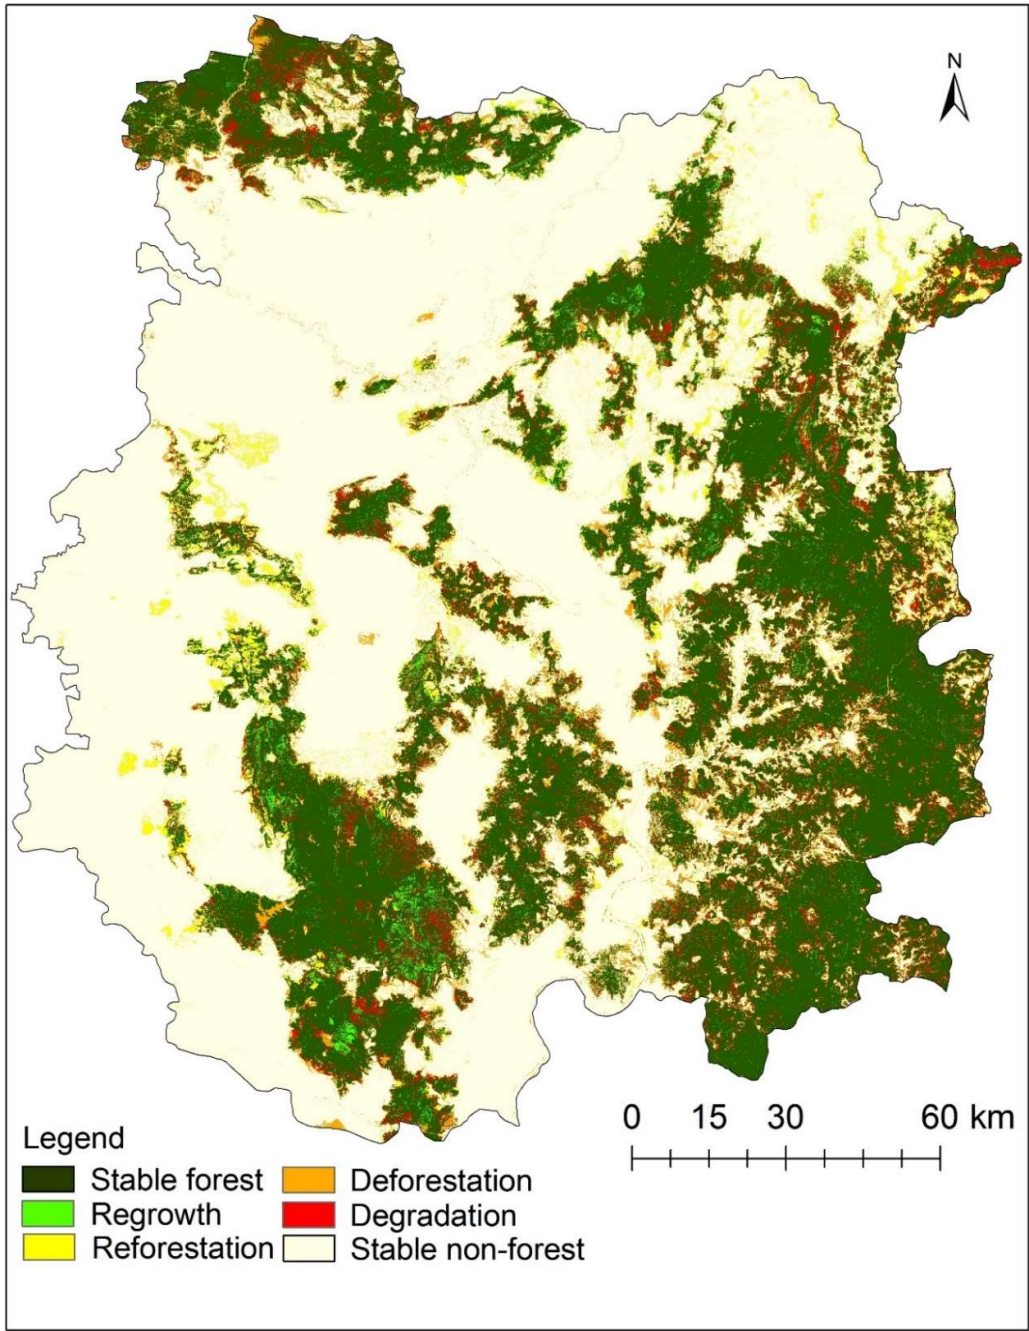 N
0 15 30 60 km
Legend
Stable forest
Deforestation
Regrowth
Degradation
Reforestation
Stable non-forest